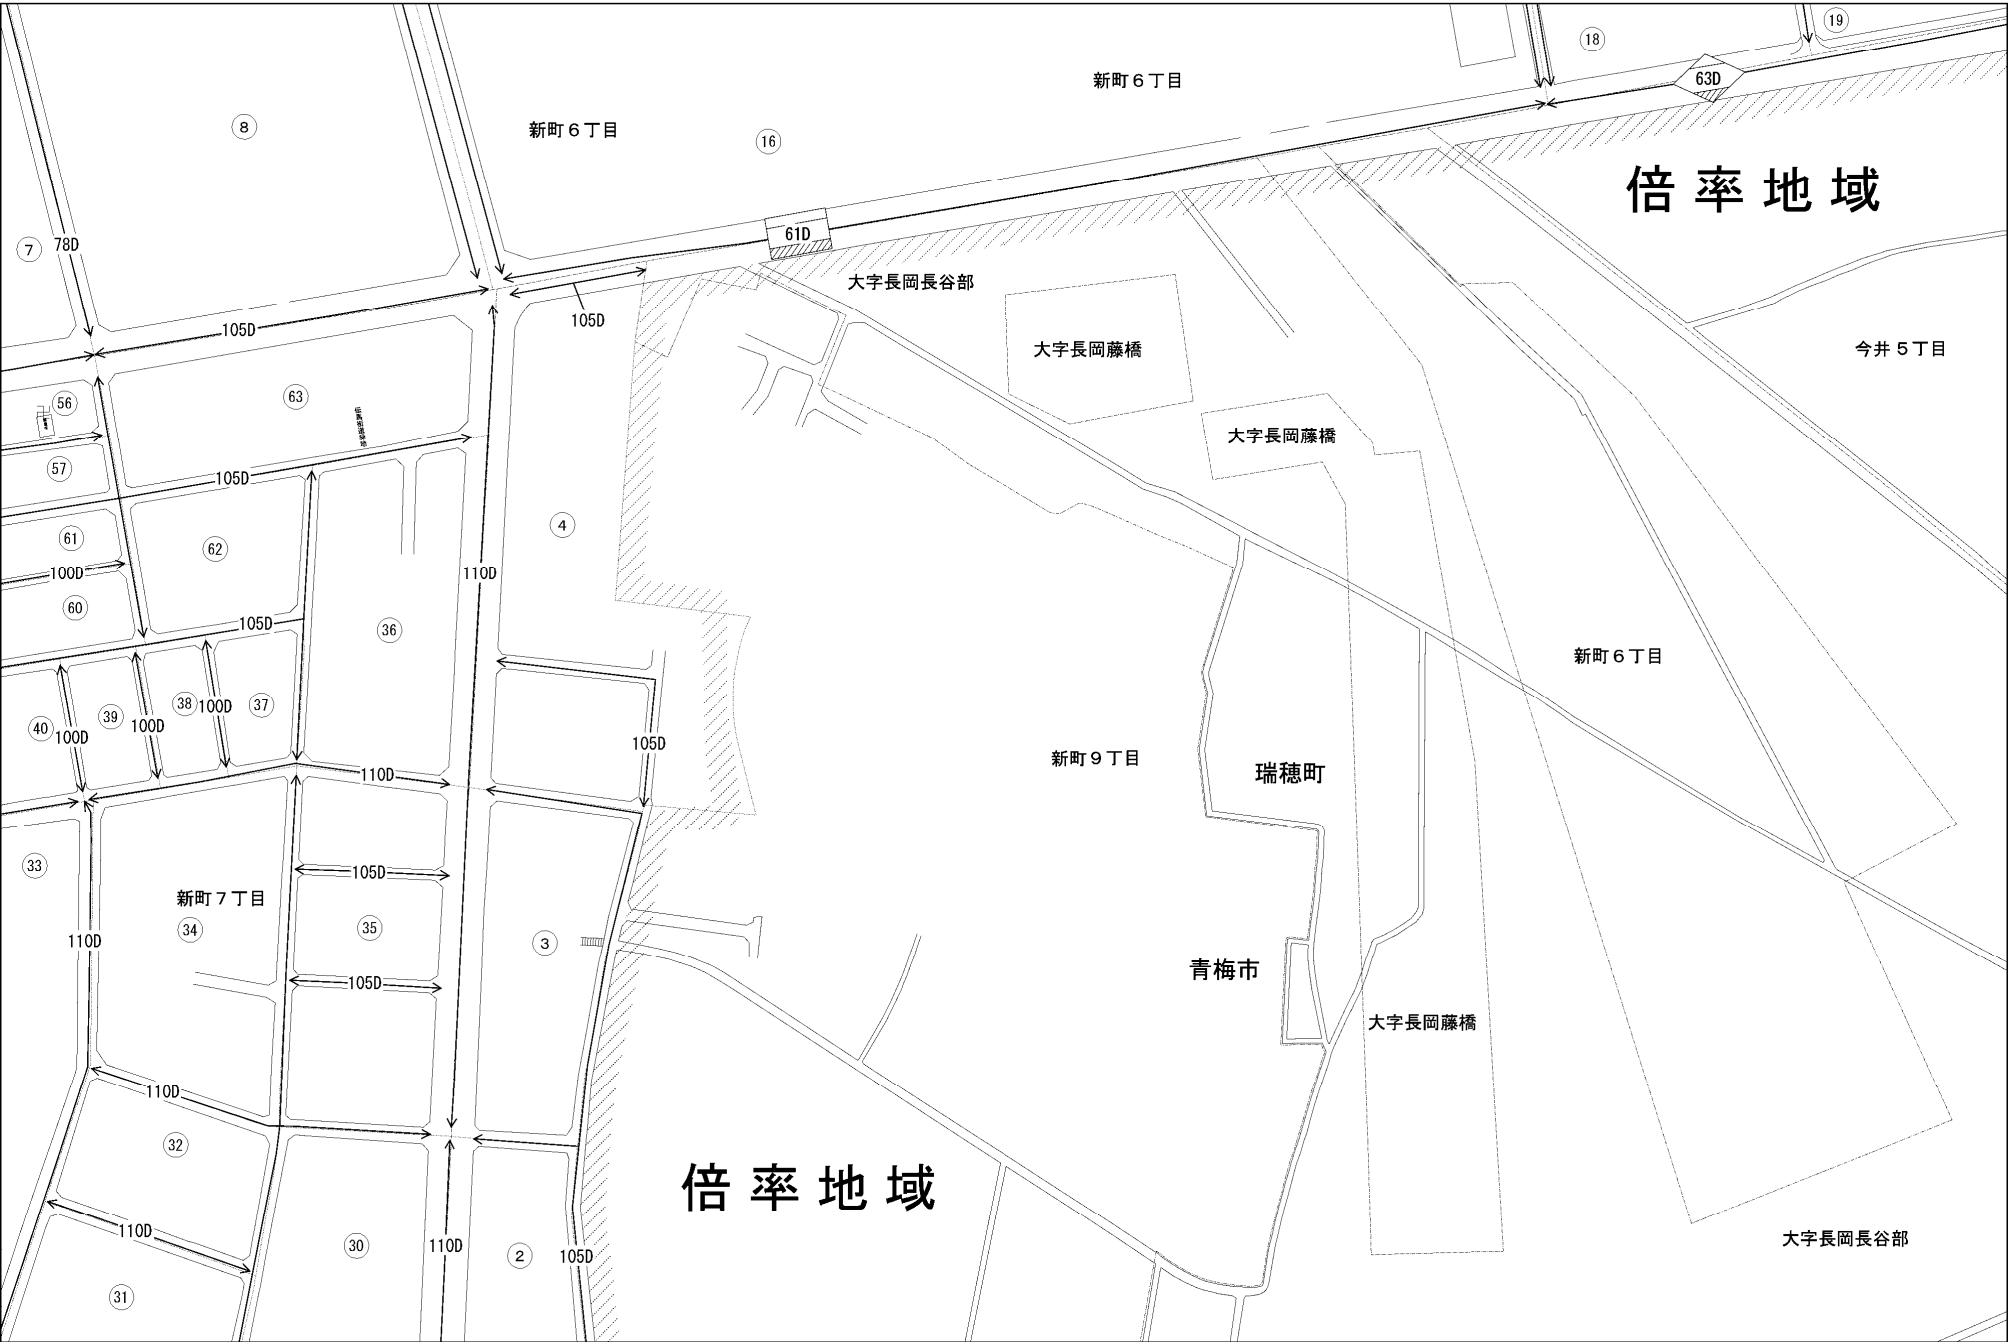 19
18
新町６丁目
63D
8
新町６丁目
16
倍率地域
7
78D
61D
大字長岡長谷部
105D
105D
大字長岡藤橋
今井５丁目
56
63
大字長岡藤橋
57
105D
4
61
62
100D
110D
60
105D
36
新町６丁目
40
39
38
37
100D
100D
100D
105D
新町９丁目
瑞穂町
110D
33
105D
新町７丁目
34
35
110D
3
青梅市
105D
大字長岡藤橋
110D
32
倍率地域
110D
30
110D
2
105D
大字長岡長谷部
31